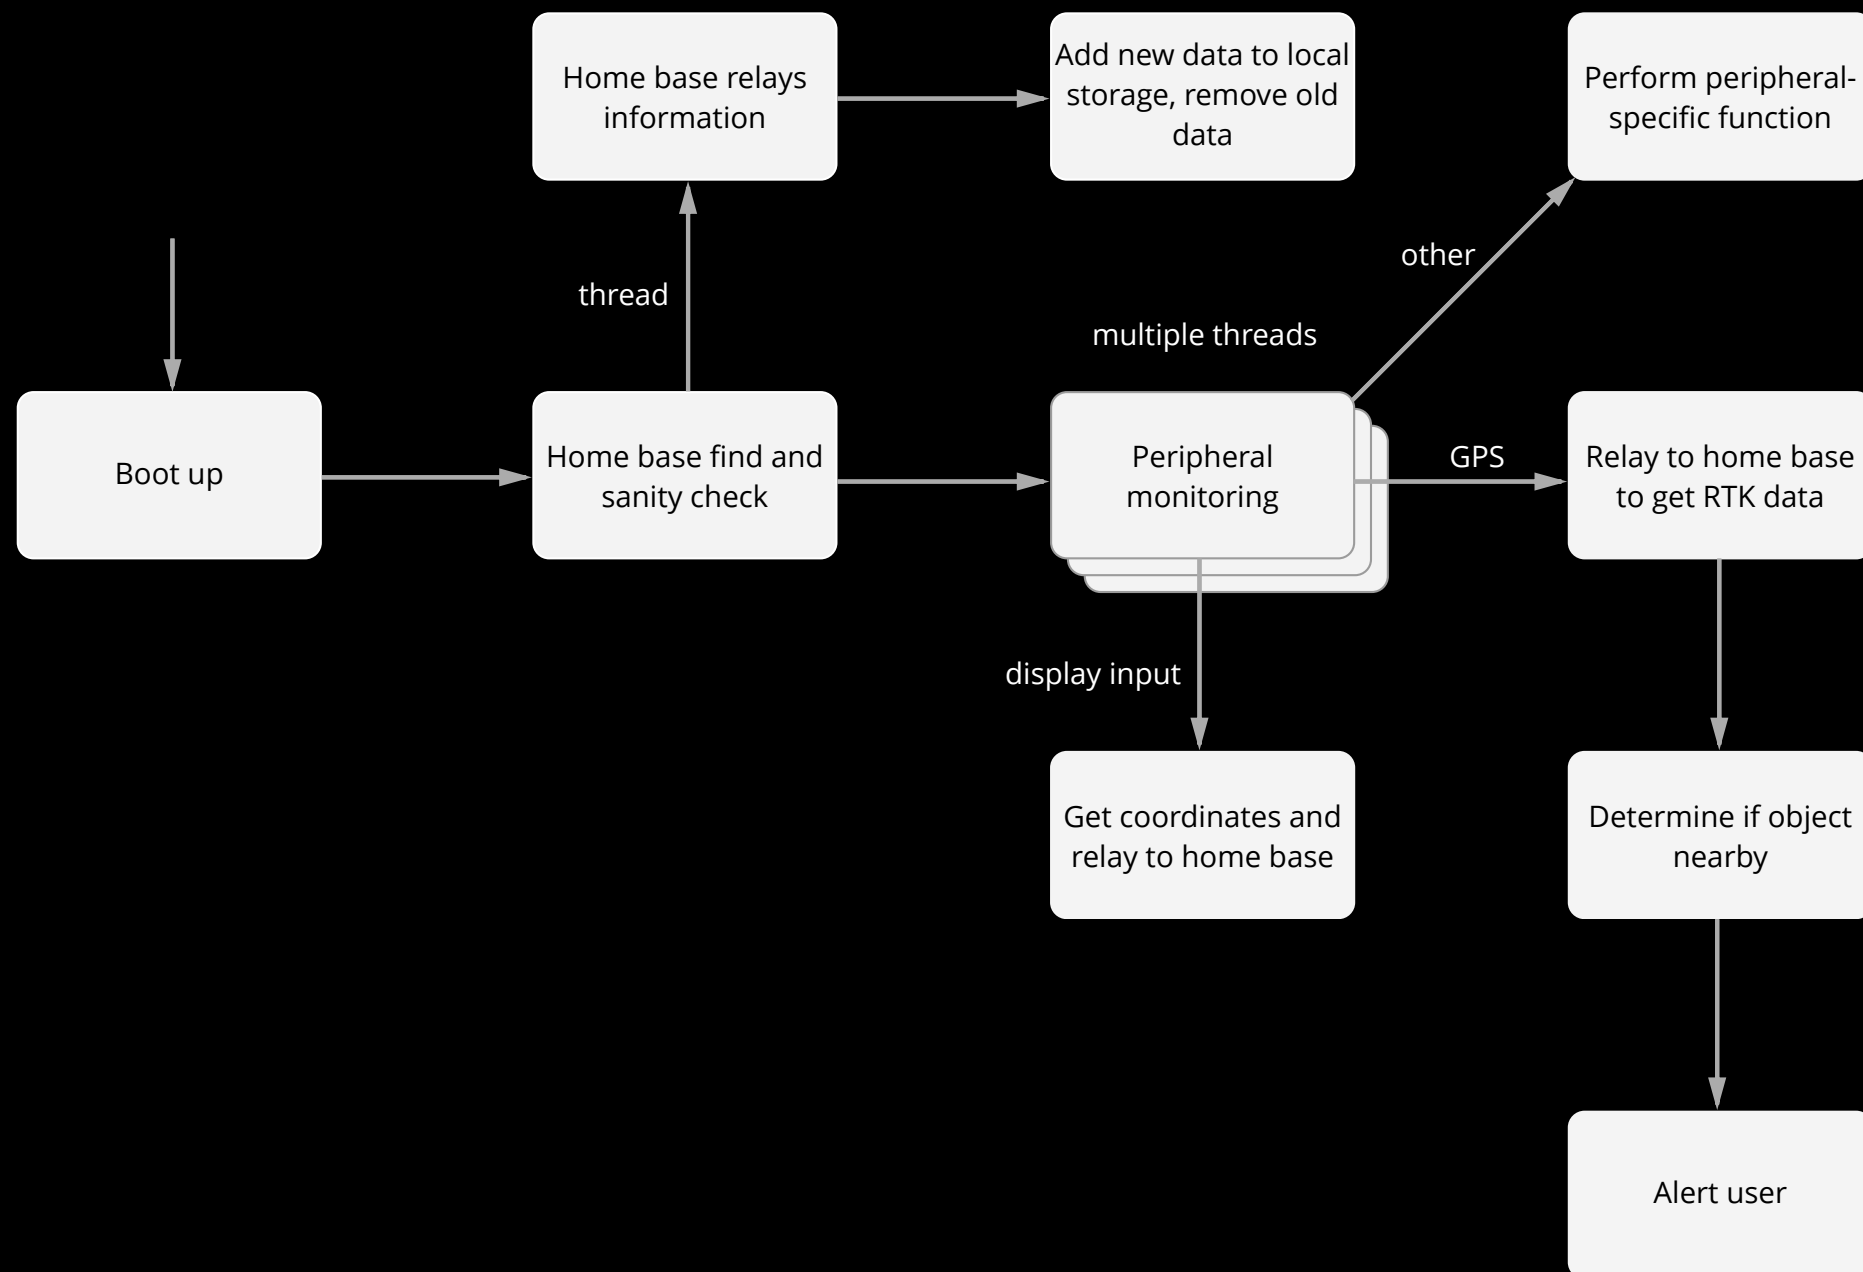 Home base relays
information
Add new data to local
storage, remove old
data
Perform peripheral-
specific function
thread
other
multiple threads
Boot up
Home base find and
sanity check
Peripheral
monitoring
GPS
Relay to home base
to get RTK data
display input
Get coordinates and
relay to home base
Determine if object
nearby
Alert user